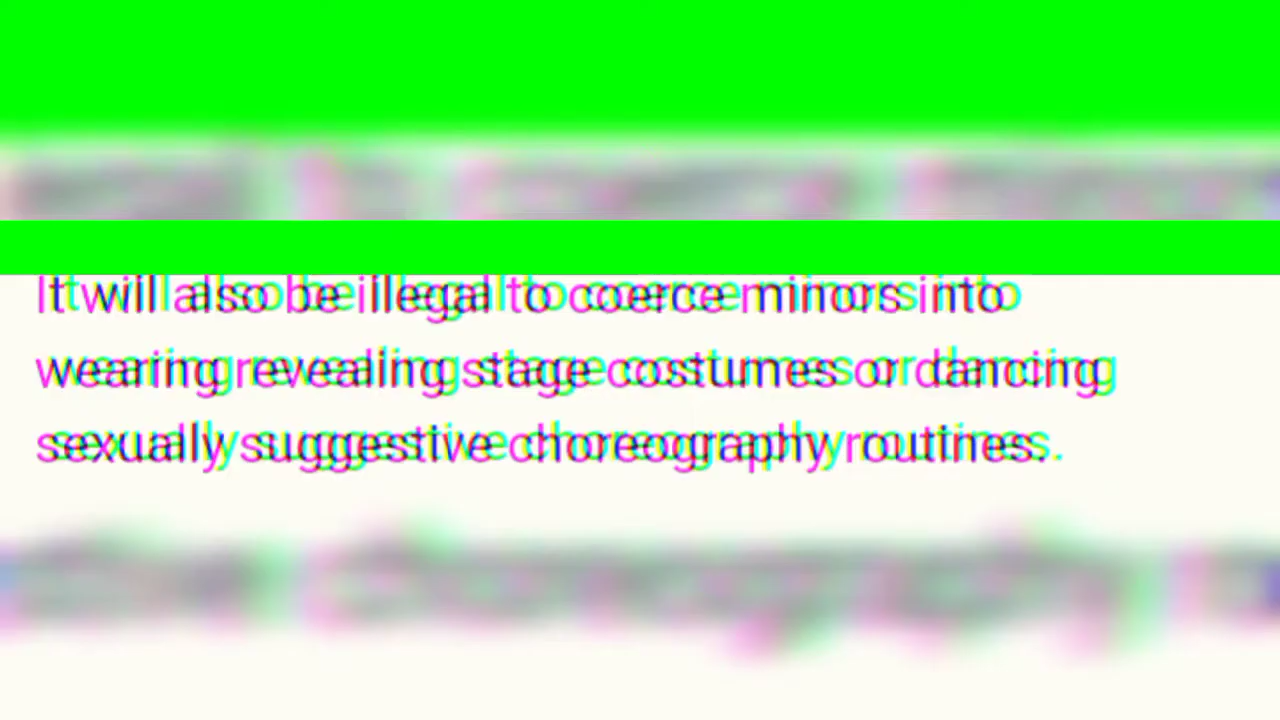 It will also be illegal to coerce minors into
wearing revealing stage costumes or dancing
sexually suggestive choreography routines.